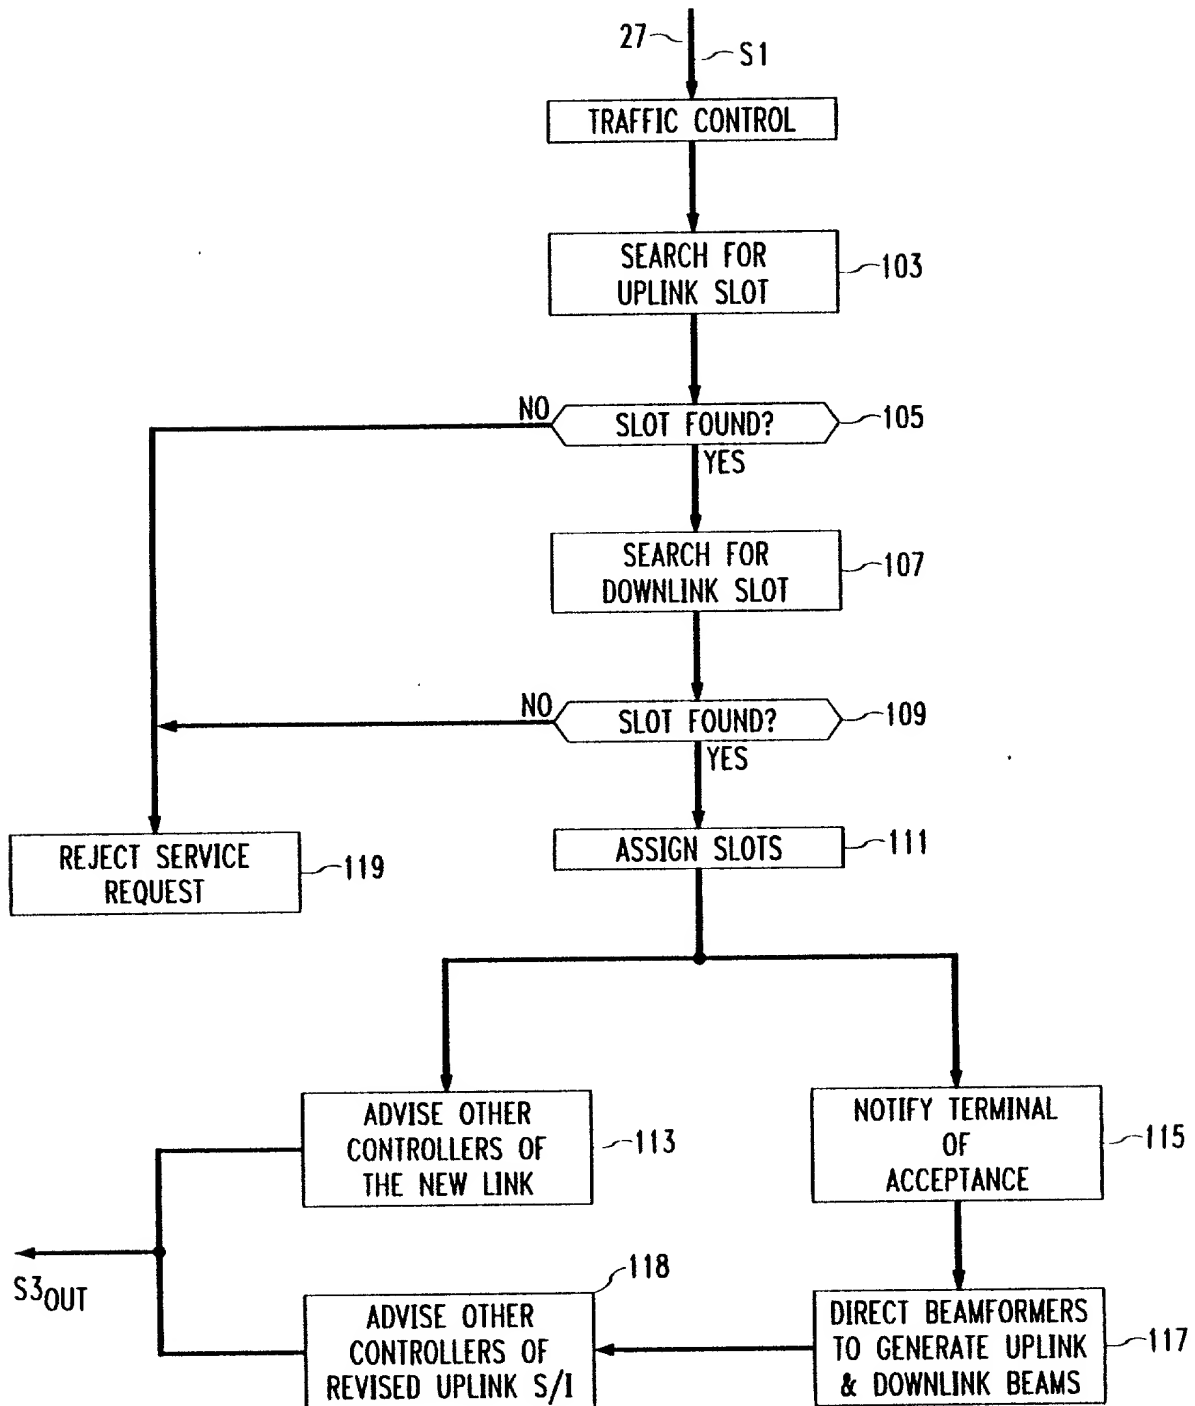 27
S1
TRAFFIC CONTROL
SEARCH FOR
UPLINK SLOT
103
NO
SLOT FOUND?
105
YES
SEARCH FOR
DOWNLINK SLOT
107
NO
SLOT FOUND?
109
YES
ASSIGN SLOTS
111
REJECT SERVICE
REQUEST
119
ADVISE OTHER
CONTROLLERS OF
THE NEW LINK
113
NOTIFY TERMINAL
OF
ACCEPTANCE
115
S3OUT
118
ADVISE OTHER
CONTROLLERS OF
REVISED UPLINK S/I
DIRECT BEAMFORMERS
TO GENERATE UPLINK
& DOWNLINK BEAMS
117